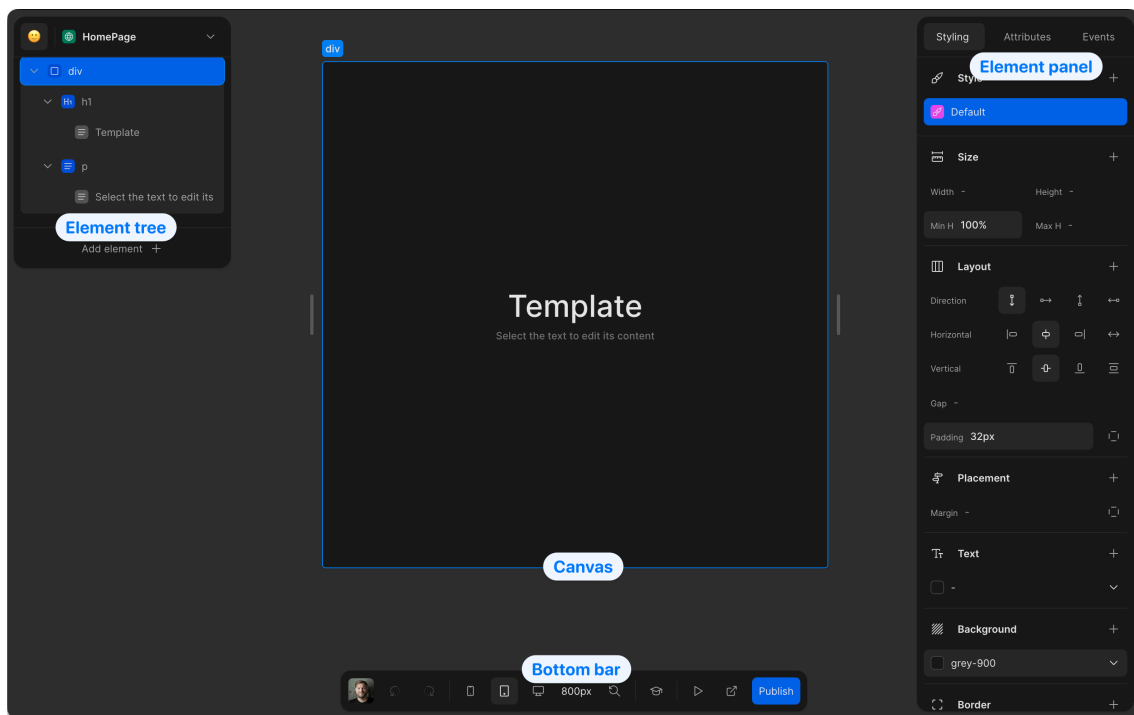 HomePage
div
H1 h1
Template
p
Select the text to edit its
Element tree
Add element
div
Template
Select the text to edit its content
Canvas
Bottom bar
800px
Publish
Styling Attributes Events
Element panel
Style
Default
Size
Width - Height -
Min H 100% Max H -
Layout
Direction
Horizontal
Vertical
Gap -
Padding 32px
Placement
Margin -
Tт Text
-
Background
grey-900
Border